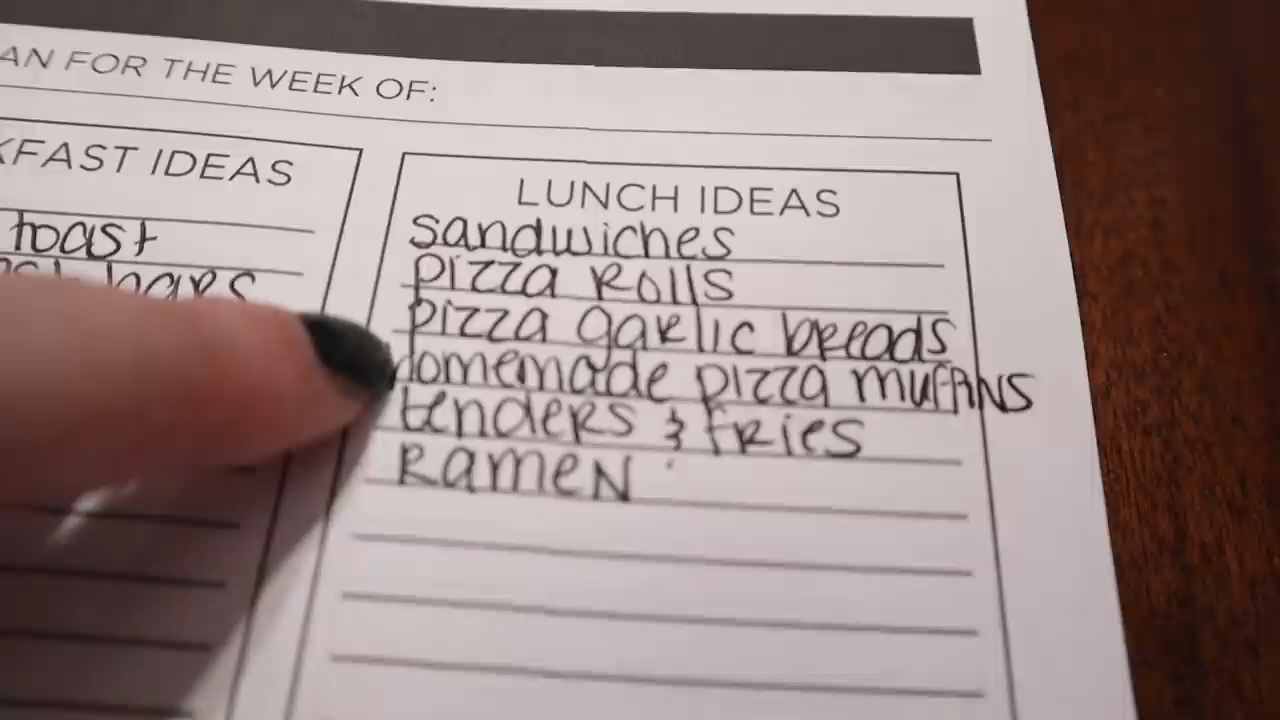 AN FOR THE WEEK OF:
KFAST IDEAS
toast
bars
LUNCH IDEAS
sandwiches
pizza rolls
pizza garlic breads
homemade pizza muffins
tenders & fries
Ramen